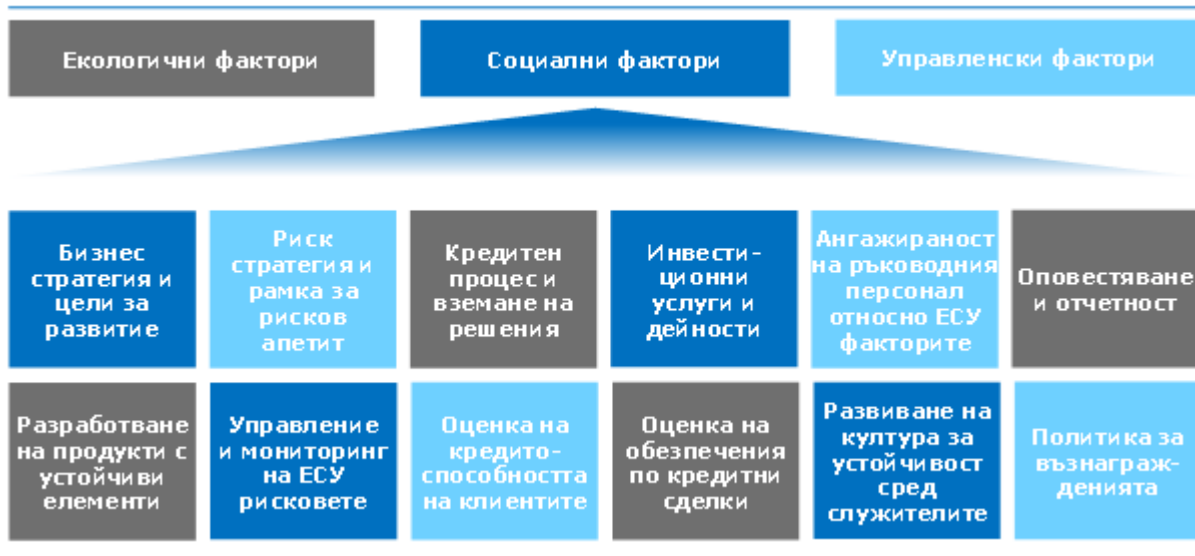 Екологични фактори
Социални фактори
Управленски фактори
Бизнес
стратегия и
цели за
развитие
Риск
стратегия и
рамка за
рисков
апетит
Кредитен
процес и
вземане на
решения
Инвести-
ционни
услуги и
дейности
Ангажираност
на ръководния
персонал
относно ЕСУ
факторите
Оповестяване
и отчетност
Разработване
на продукти с
устойчиви
елементи
Управление
и мониторинг
на ЕСУ
рисковете
Оценка на
кредито-
способността
на клиентите
Оценка на
обезпечения
по кредитни
сделки
Развиване на
култура за
устойчивост
сред
служителите
Политика за
възнаграж-
денията